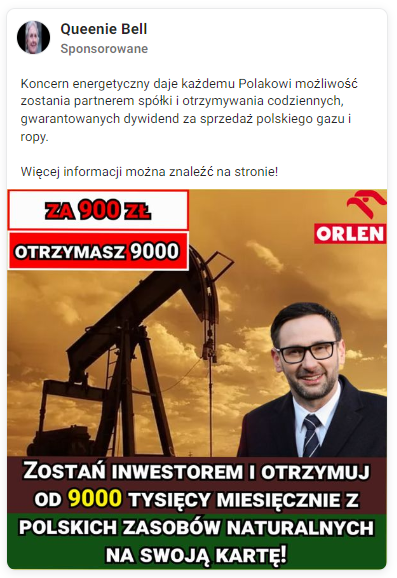 Queenie Bell
Sponsorowane
Koncern energetyczny daje każdemu Polakowi możliwość
zostania partnerem spółki i otrzymywania codziennych,
gwarantowanych dywidend za sprzedaż polskiego gazu i
ropy.
Więcej informacji można znaleźć na stronie!
ZA 900 ZŁ
OTRZYMASZ 9000
ORLEN
ZOSTAŃ INWESTOREM I OTRZYMUJ
OD 9000 TYSIĘCY MIESIĘCZNIE Z
POLSKICH ZASOBÓW NATURALNYCH
NA SWOJĄ KARTĘ!